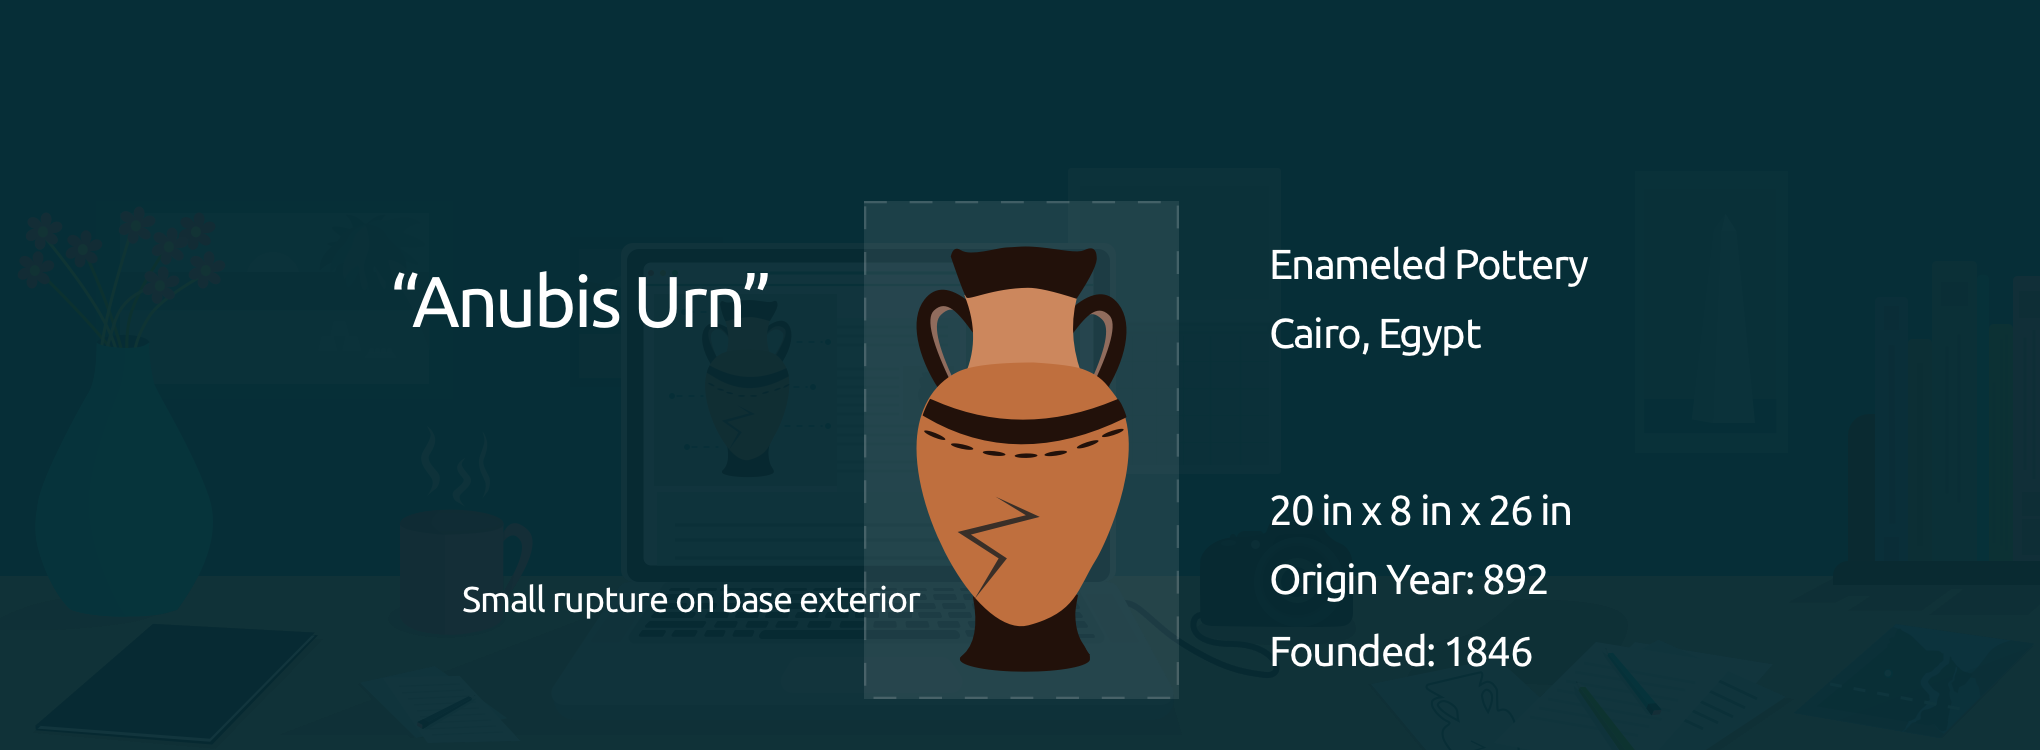 “Anubis Urn”
Small rupture on base exterior
Enameled Pottery
Cairo, Egypt
20 in x 8 in x 26 in
Origin Year: 892
Founded: 1846